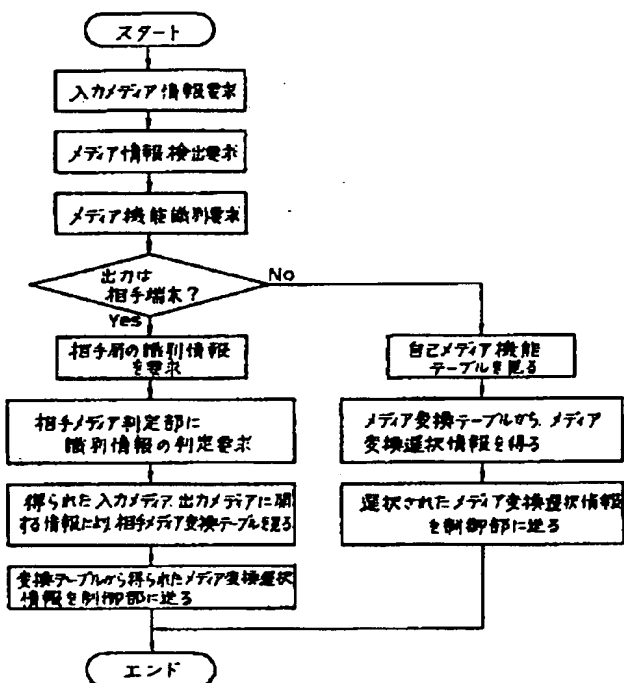 スタート
入力メディア情報要求
メディア情報検出要求
メディア機能識別要求
出力は
相手端末?
No
Yes
相手局の識別情報
を要求
相手メディア判定部に
識別情報の判定要求
得られた入力メディア、出力メディアに関
する情報により、相手メディア変換テーブルを見る
変換テーブルから得られたメディア変換選択
情報を制御部に送る
自己メディア機能
テーブルを見る
メディア変換テーブルから、メディア
変換選択情報を得る
選択されたメディア変換選択情報
を制御部に送る
エンド